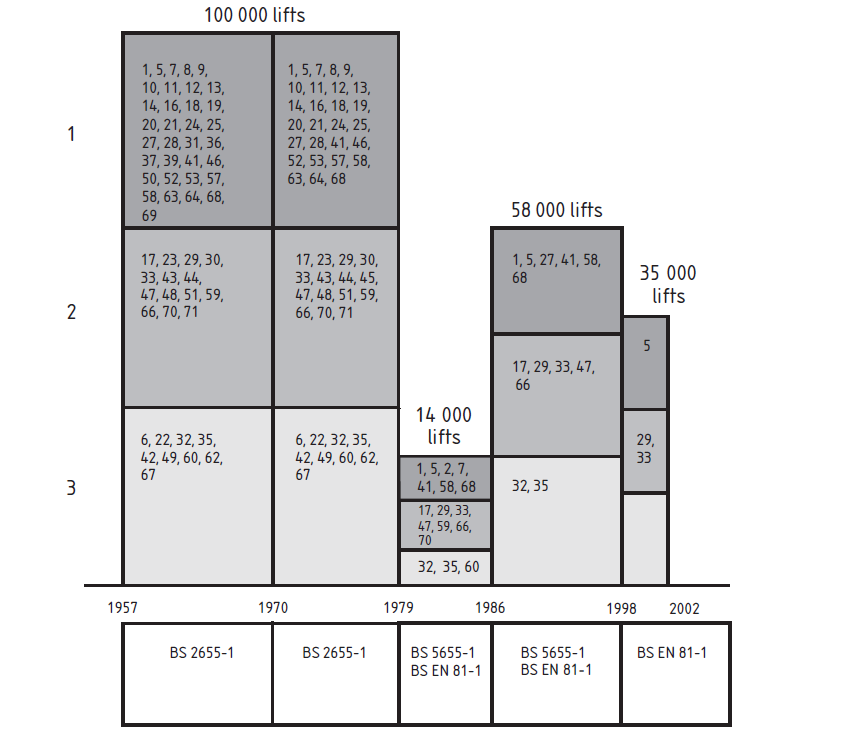 100 000 lifts
1
1, 5, 7, 8, 9,
10, 11, 12, 13,
14, 16, 18, 19,
20, 21, 24, 25,
27, 28, 31, 36,
37, 39, 41, 46,
50, 52, 53, 57,
58, 63, 64, 68,
69
1, 5, 7, 8, 9,
10, 11, 12, 13,
14, 16, 18, 19,
20, 21, 24, 25,
27, 28, 41, 46,
52, 53, 57, 58,
63, 64, 68
2
17, 23, 29, 30,
33, 43, 44,
47, 48, 51, 59,
66, 70, 71
17, 23, 29, 30,
33, 43, 44, 45,
47, 48, 51, 59,
66, 70, 71
3
6, 22, 32, 35,
42, 49, 60, 62,
67
6, 22, 32, 35,
42, 49, 60, 62,
67
14 000
lifts
1, 5, 2, 7,
41, 58, 68
17, 29, 33,
47, 59, 66,
70
32, 35, 60
58 000 lifts
1, 5, 27, 41, 58,
68
17, 29, 33, 47,
66
32, 35
35 000
lifts
5
29,
33
1957
1970
1979
1986
1998
2002
BS 2655-1
BS 2655-1
BS 5655-1
BS EN 81-1
BS 5655-1
BS EN 81-1
BS EN 81-1